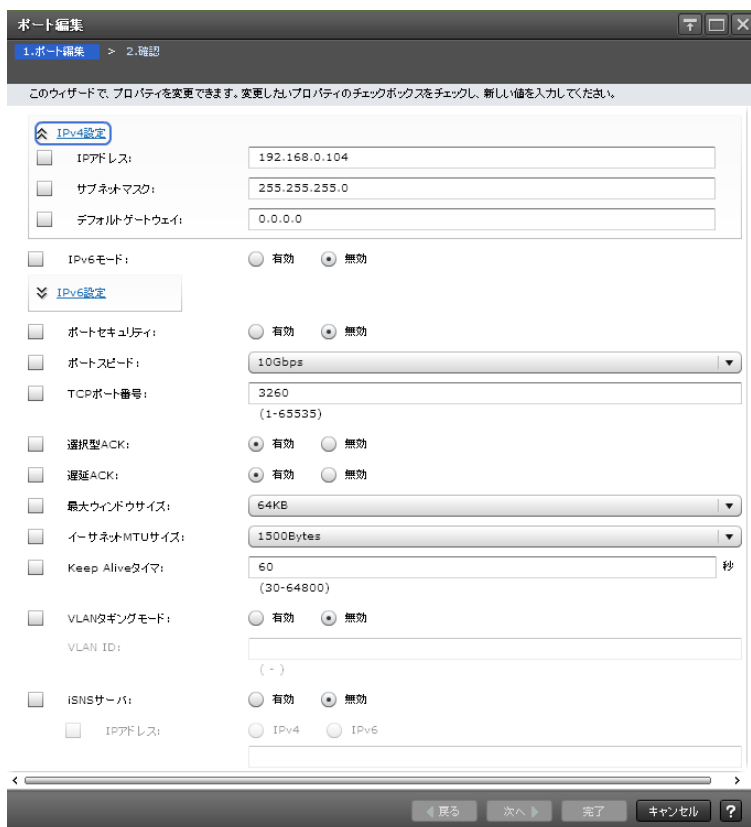 ポート編集
1.ポート編集 > 2.確認
このウィザードで、プロパティを変更できます。変更したいプロパティのチェックボックスをチェックし、新しい値を入力してください。
IPv4設定
IPアドレス: 192.168.0.104
サブネットマスク: 255.255.255.0
デフォルトゲートウェイ: 0.0.0.0
IPv6モード: 有効 無効
IPv6設定
ポートセキュリティ: 有効 無効
ポートスピード: 10Gbps
TCPポート番号: 3260
(1-65535)
選択型ACK: 有効 無効
遅延ACK: 有効 無効
最大ウィンドウサイズ: 64KB
イーサネットMTUサイズ: 1500Bytes
Keep Aliveタイマ: 60 秒
(30-64800)
VLANタギングモード: 有効 無効
VLAN ID:
( - )
iSNSサーバ: 有効 無効
IPアドレス: IPv4 IPv6
戻る 次へ 完了 キャンセル ?